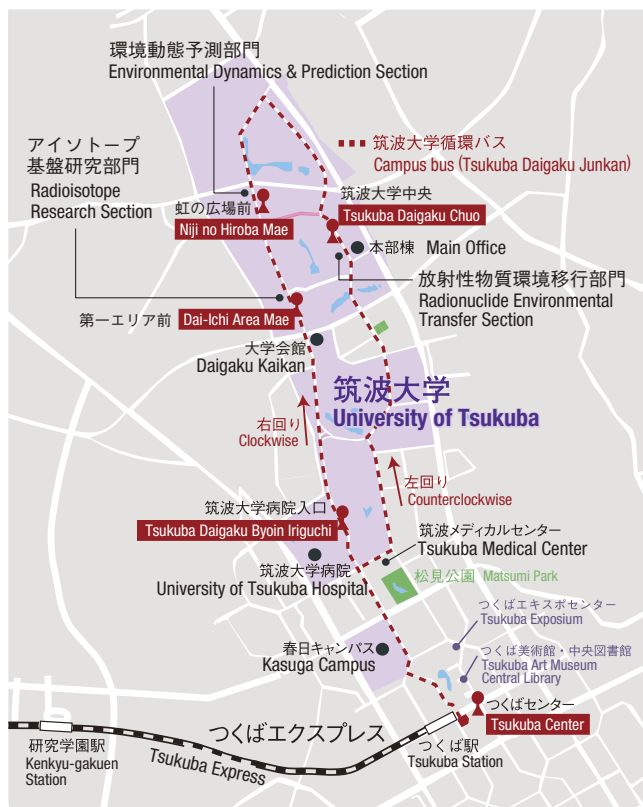 環境動態予測部門
Environmental Dynamics & Prediction Section
アイソトープ
基盤研究部門
Radioisotope
Research Section
筑波大学循環バス
Campus bus (Tsukuba Daigaku Junkan)
虹の広場前
Niji no Hiroba Mae
筑波大学中央
Tsukuba Daigaku Chuo
本部棟 Main Office
放射性物質環境移行部門
Radionuclide Environmental
Transfer Section
第一エリア前 Dai-Ichi Area Mae
大学会館
Daigaku Kaikan
筑波大学
University of Tsukuba
右回り
Clockwise
左回り
Counterclockwise
筑波大学病院入口
Tsukuba Daigaku Byoin Iriguchi
筑波メディカルセンター
Tsukuba Medical Center
筑波大学病院
University of Tsukuba Hospital
松見公園 Matsumi Park
つくばエキスポセンター
Tsukuba Exposium
春日キャンパス
Kasuga Campus
つくば美術館・中央図書館
Tsukuba Art Museum
Central Library
つくばセンター
Tsukuba Center
つくばエクスプレス
Tsukuba Express
つくば駅
Tsukuba Station
研究学園駅
Kenkyu-gakuen
Station